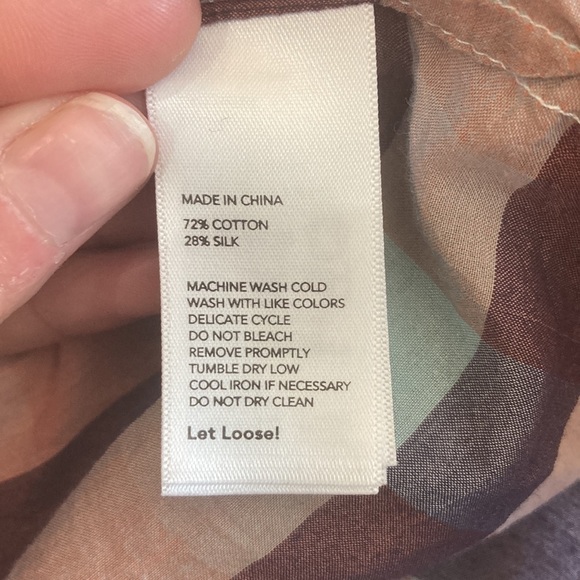 MADE IN CHINA
72% COTTON
28% SILK
MACHINE WASH COLD
WASH WITH LIKE COLORS
DELICATE CYCLE
DO NOT BLEACH
REMOVE PROMPTLY
TUMBLE DRY LOW
COOL IRON IF NECESSARY
DO NOT DRY CLEAN
Let Loose!